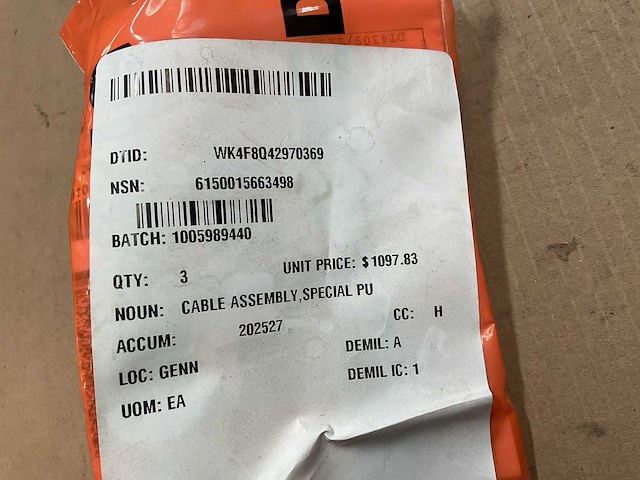 D
DTID: WK4F8Q42970369
NSN: 6150015663498
BATCH: 1005989440
QTY: 3 UNIT PRICE: $1097.83
NOUN: CABLE ASSEMBLY,SPECIAL PU
ACCUM: 202527 CC: H
LOC: GENN DEMIL: A
UOM: EA DEMIL IC: 1